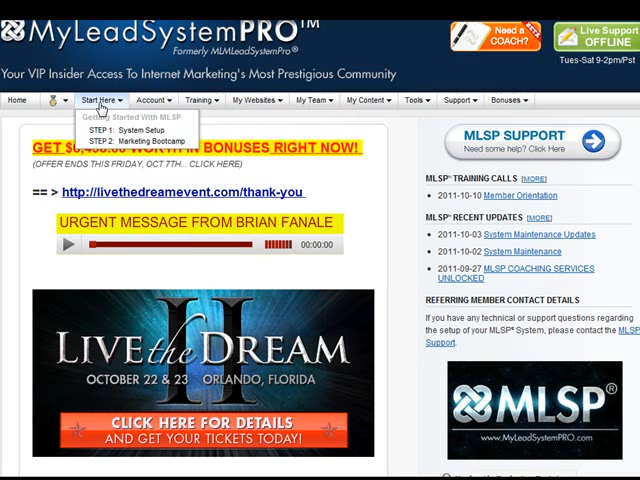 MyLeadSystemPRO™
Formerly MLMLeadSystemPro®
Your VIP Insider Access To Internet Marketing's Most Prestigious Community
Need a COACH?
BETA
Live Support
OFFLINE
Tues-Sat 9-2pm/Pst
Home Start Here Account Training My Websites My Team My Content Tools Support Bonuses
Getting Started With MLSP
STEP 1: System Setup
STEP 2: Marketing Bootcamp
GET WORTH IN BONUSES RIGHT NOW!
(OFFER ENDS THIS FRIDAY, OCT 7TH... CLICK HERE)
== > http://livethedreamevent.com/thank-you
URGENT MESSAGE FROM BRIAN FANALE
00:00:00
II
LIVE the DREAM
OCTOBER 22 & 23 ORLANDO, FLORIDA
CLICK HERE FOR DETAILS
AND GET YOUR TICKETS TODAY!
MLSP SUPPORT
Need some help? Click Here
MLSP® TRAINING CALLS [MORE]
2011-10-10 Member Orientation
MLSP® RECENT UPDATES [MORE]
2011-10-03 System Maintenance Updates
2011-10-02 System Maintenance
2011-09-27 MLSP COACHING SERVICES
UNLOCKED
REFERRING MEMBER CONTACT DETAILS
If you have any technical or support questions regarding
the setup of your MLSP® System, please contact the MLSP
Support.
MLSP®
www.MyLeadSystemPRO.com